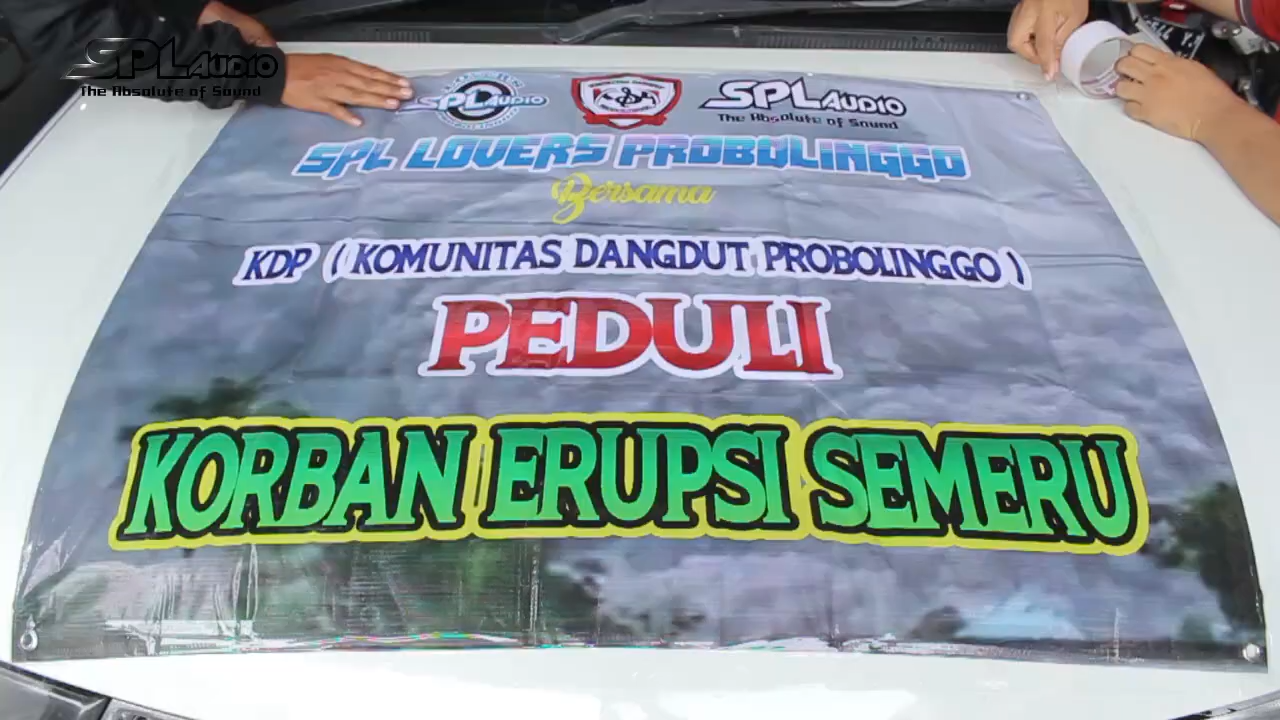 SPL AUDIO
The Absolute of Sound
SPL AUDIO
SPL AUDIO
The Absolute of Sound
SPL LOVERS PROBOLINGGO
Bersama
KDP ( KOMUNITAS DANGDUT PROBOLINGGO )
PEDULI
KORBAN ERUPSI SEMERU